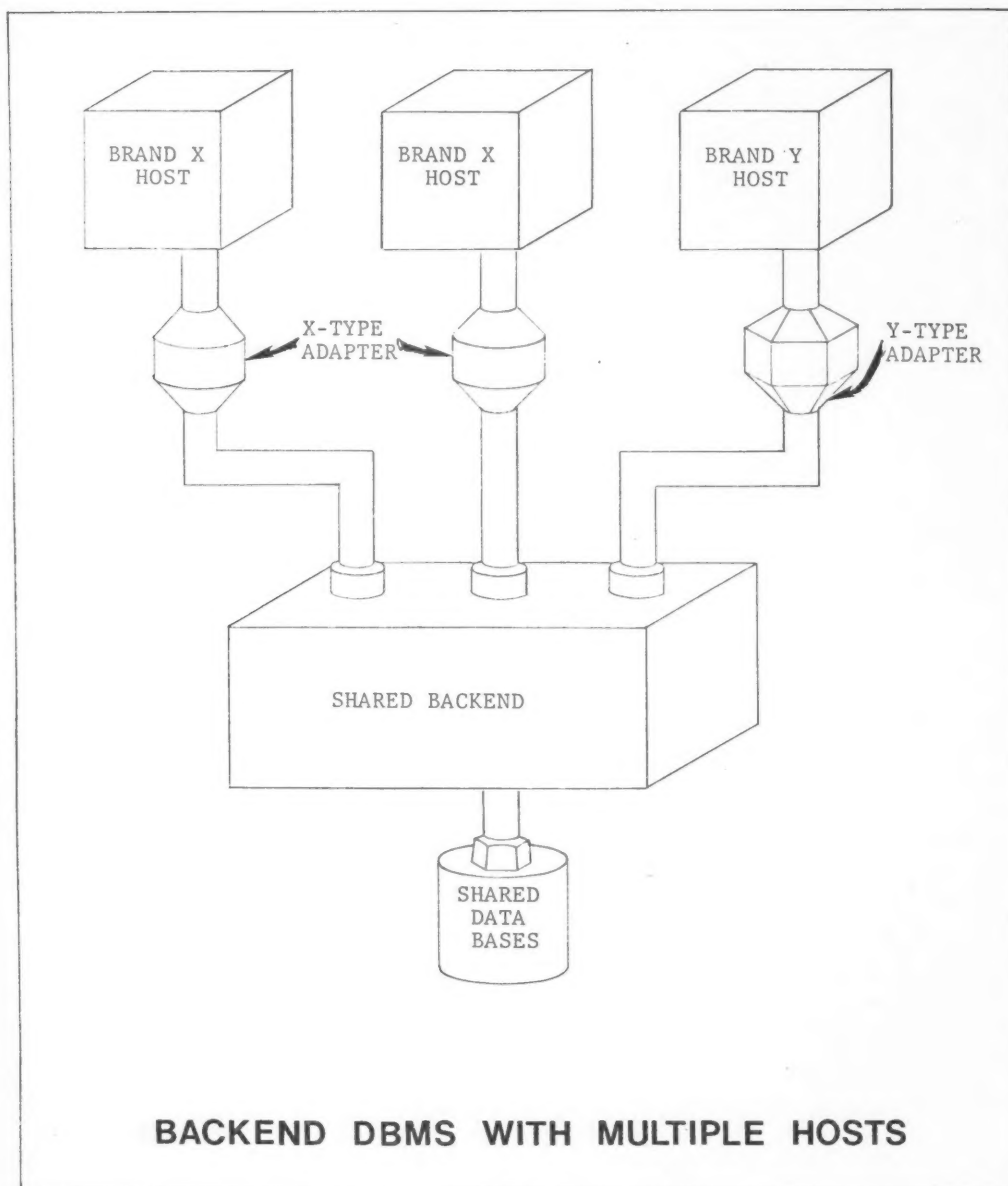 BRAND X
HOST
BRAND X
HOST
BRAND Y
HOST
X-TYPE
ADAPTER
Y-TYPE
ADAPTER
SHARED BACKEND
SHARED
DATA
BASES
BACKEND DBMS WITH MULTIPLE HOSTS